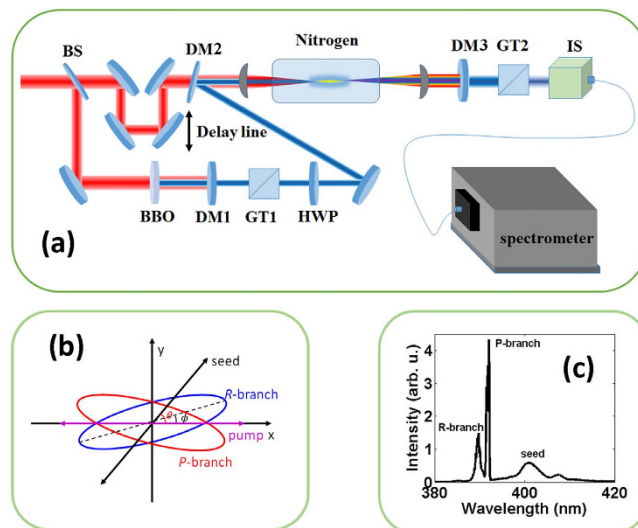 BS
DM2
Nitrogen
DM3
GT2
IS
Delay line
BBO
DM1
GT1
HWP
spectrometer
(a)
(b)
y
seed
R-branch
θ
ϕ
pump
x
P-branch
(c)
P-branch
R-branch
seed
Intensity (arb. u.)
4
3
2
1
0
380
400
420
Wavelength (nm)